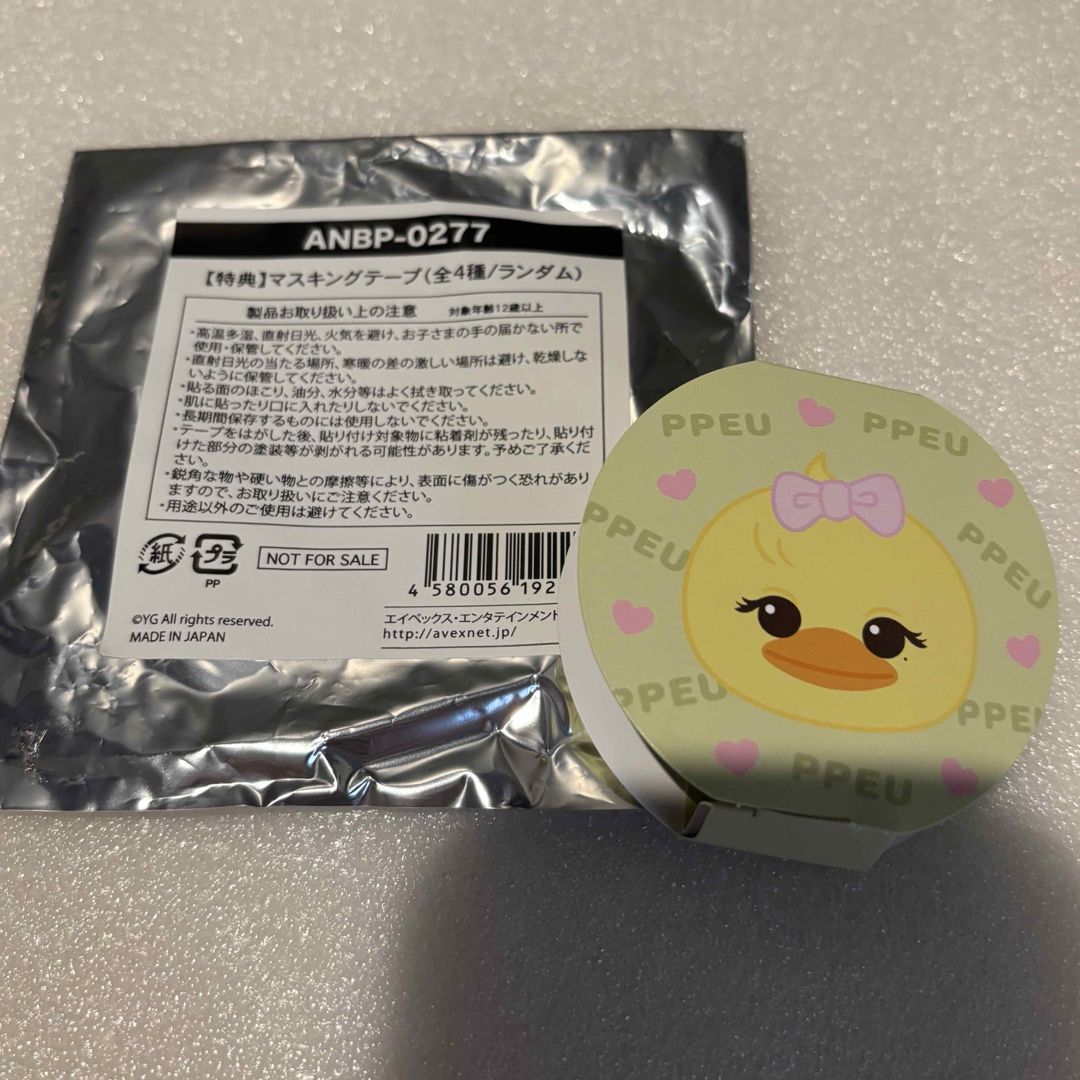 ANBP-0277
【特典】マスキングテープ(全4種/ランダム)
製品お取り扱い上の注意 対象年齢12歳以上
・高温多湿、直射日光、火気を避け、お子さまの手の届かない所で
使用・保管してください。
・直射日光の当たる場所、寒暖の差の激しい場所は避け、乾燥しな
いように保管してください。
・貼る面のほこり、油分、水分等はよく拭き取ってください。
・肌に貼ったり口に入れたりしないでください。
・長期間保存するものには使用しないでください。
・テープをはがした後、貼り付け対象物に粘着剤が残ったり、貼り付
けた部分の塗装等が剥がれる可能性があります。予めご了承くださ
い。
・鋭角な物や硬い物との摩擦等により、表面に傷がつく恐れがあり
ますので、お取り扱いにご注意ください。
・用途以外のご使用は避けてください。
紙 プラ NOT FOR SALE
PP
4 580056 192
©YG All rights reserved.
MADE IN JAPAN
エイベックス・エンタテインメント
http://avexnet.jp/
PPEU PPEU
PPEU PPEU
PPEU PPEU
PPEU